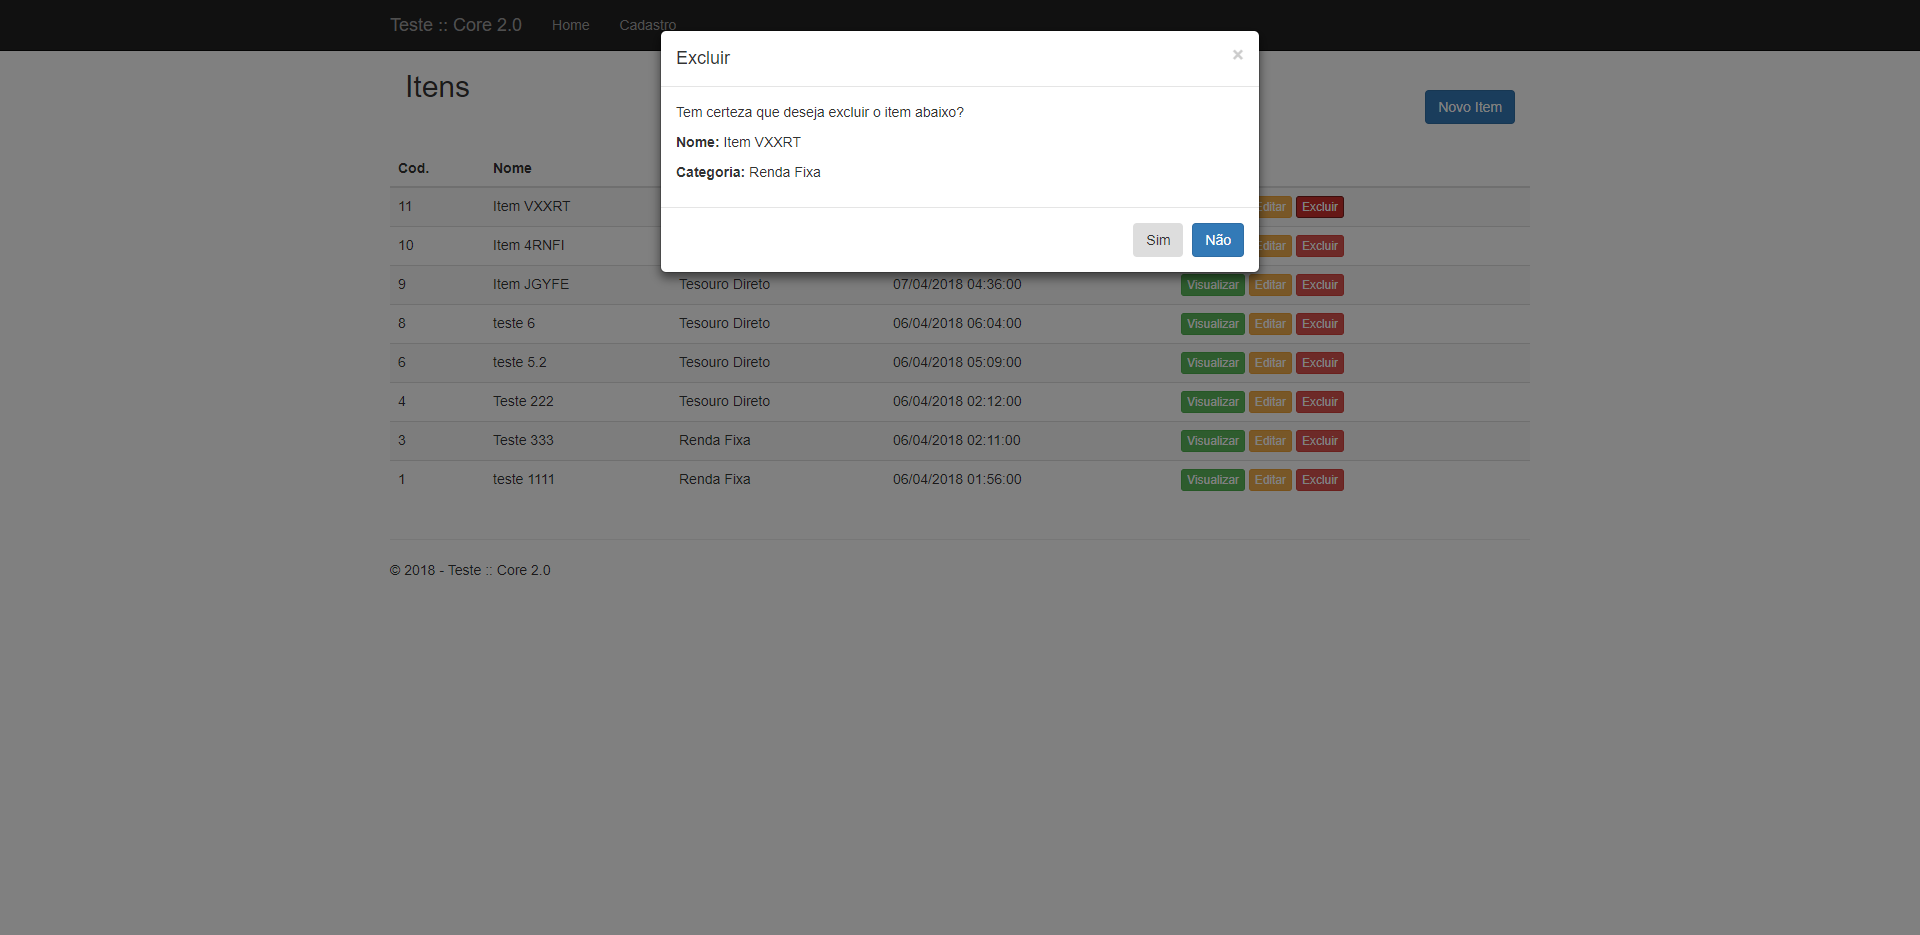 Teste :: Core 2.0 Home Cadastro
Excluir ×
Itens
Tem certeza que deseja excluir o item abaixo?
Novo Item
Nome: Item VXXRT
Categoria: Renda Fixa
Cod. Nome
11 Item VXXRT Editar Excluir
Sim Não
10 Item 4RNFI Editar Excluir
9 Item JGYFE Tesouro Direto 07/04/2018 04:36:00 Visualizar Editar Excluir
8 teste 6 Tesouro Direto 06/04/2018 06:04:00 Visualizar Editar Excluir
6 teste 5.2 Tesouro Direto 06/04/2018 05:09:00 Visualizar Editar Excluir
4 Teste 222 Tesouro Direto 06/04/2018 02:12:00 Visualizar Editar Excluir
3 Teste 333 Renda Fixa 06/04/2018 02:11:00 Visualizar Editar Excluir
1 teste 1111 Renda Fixa 06/04/2018 01:56:00 Visualizar Editar Excluir
© 2018 - Teste :: Core 2.0